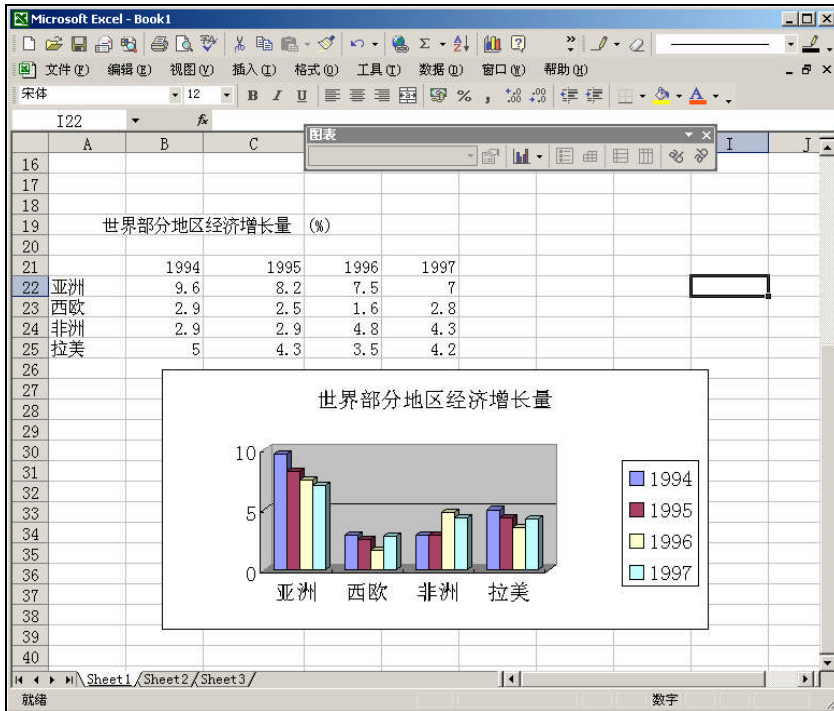 Microsoft Excel - Book1
文件(F) 编辑(E) 视图(V) 插入(I) 格式(O) 工具(T) 数据(D) 窗口(W) 帮助(H)
宋体 12 B I U % ,
I22 fx
图表
A B C I J
16
17
18
19 世界部分地区经济增长量 (%)
20
21 1994 1995 1996 1997
22 亚洲 9.6 8.2 7.5 7
23 西欧 2.9 2.5 1.6 2.8
24 非洲 2.9 2.9 4.8 4.3
25 拉美 5 4.3 3.5 4.2
26
27
28
29
30
31
32
33
34
35
36
37
38
39
40
世界部分地区经济增长量
10
5
0
亚洲 西欧 非洲 拉美
1994
1995
1996
1997
Sheet1 Sheet2 Sheet3
就绪 数字